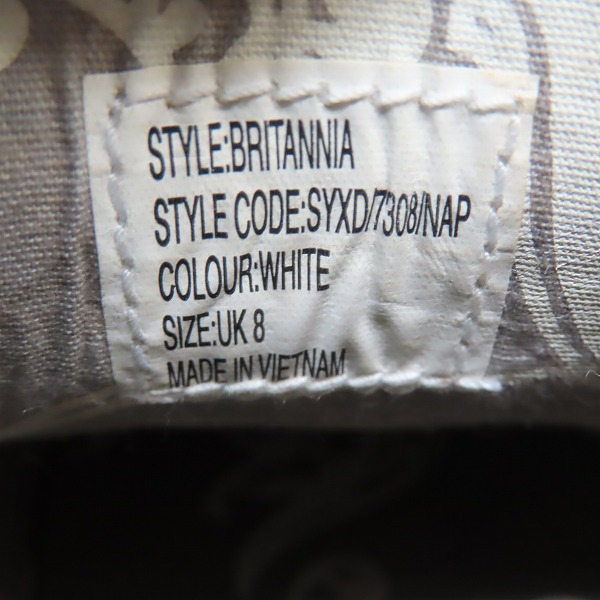 STYLE:BRITANNIA
STYLE CODE:SYXD/7308/NAP
COLOUR:WHITE
SIZE:UK 8
MADE IN VIETNAM